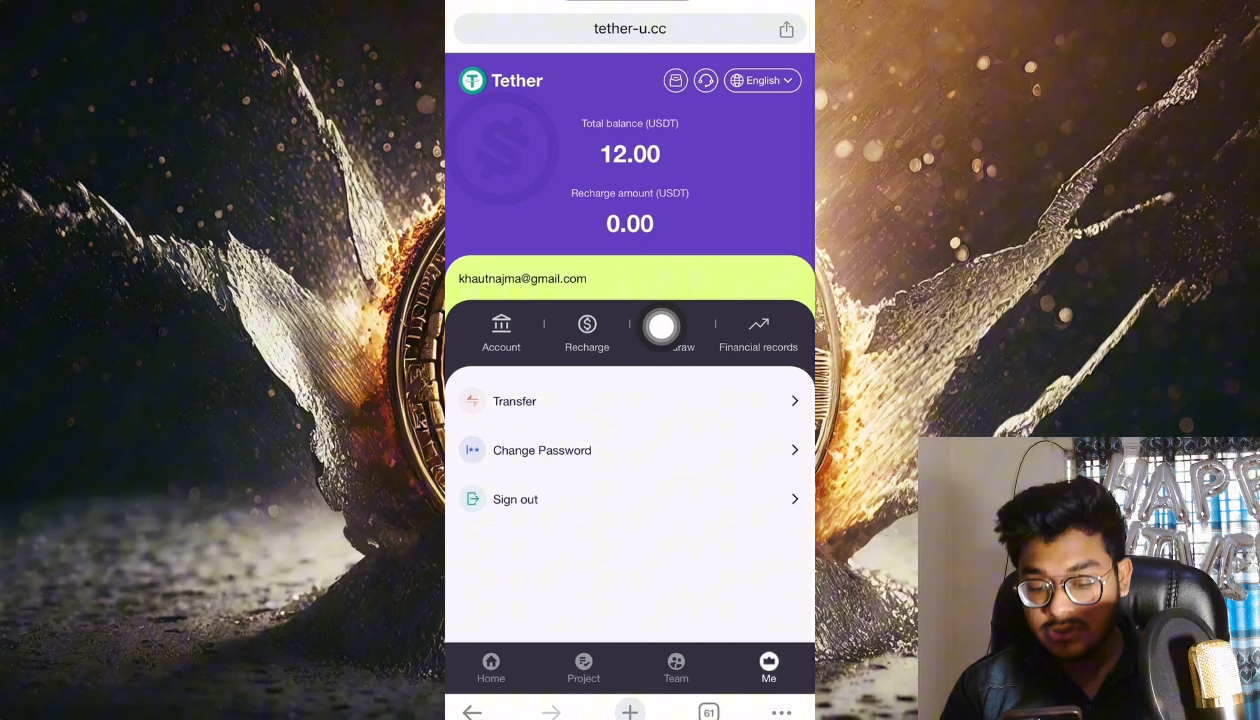 tether-u.cc
Tether
English
Total balance (USDT)
12.00
Recharge amount (USDT)
0.00
khautnajma@gmail.com
Account
Recharge
Financial records
Transfer
Change Password
Sign out
Home
Project
Team
Me
61